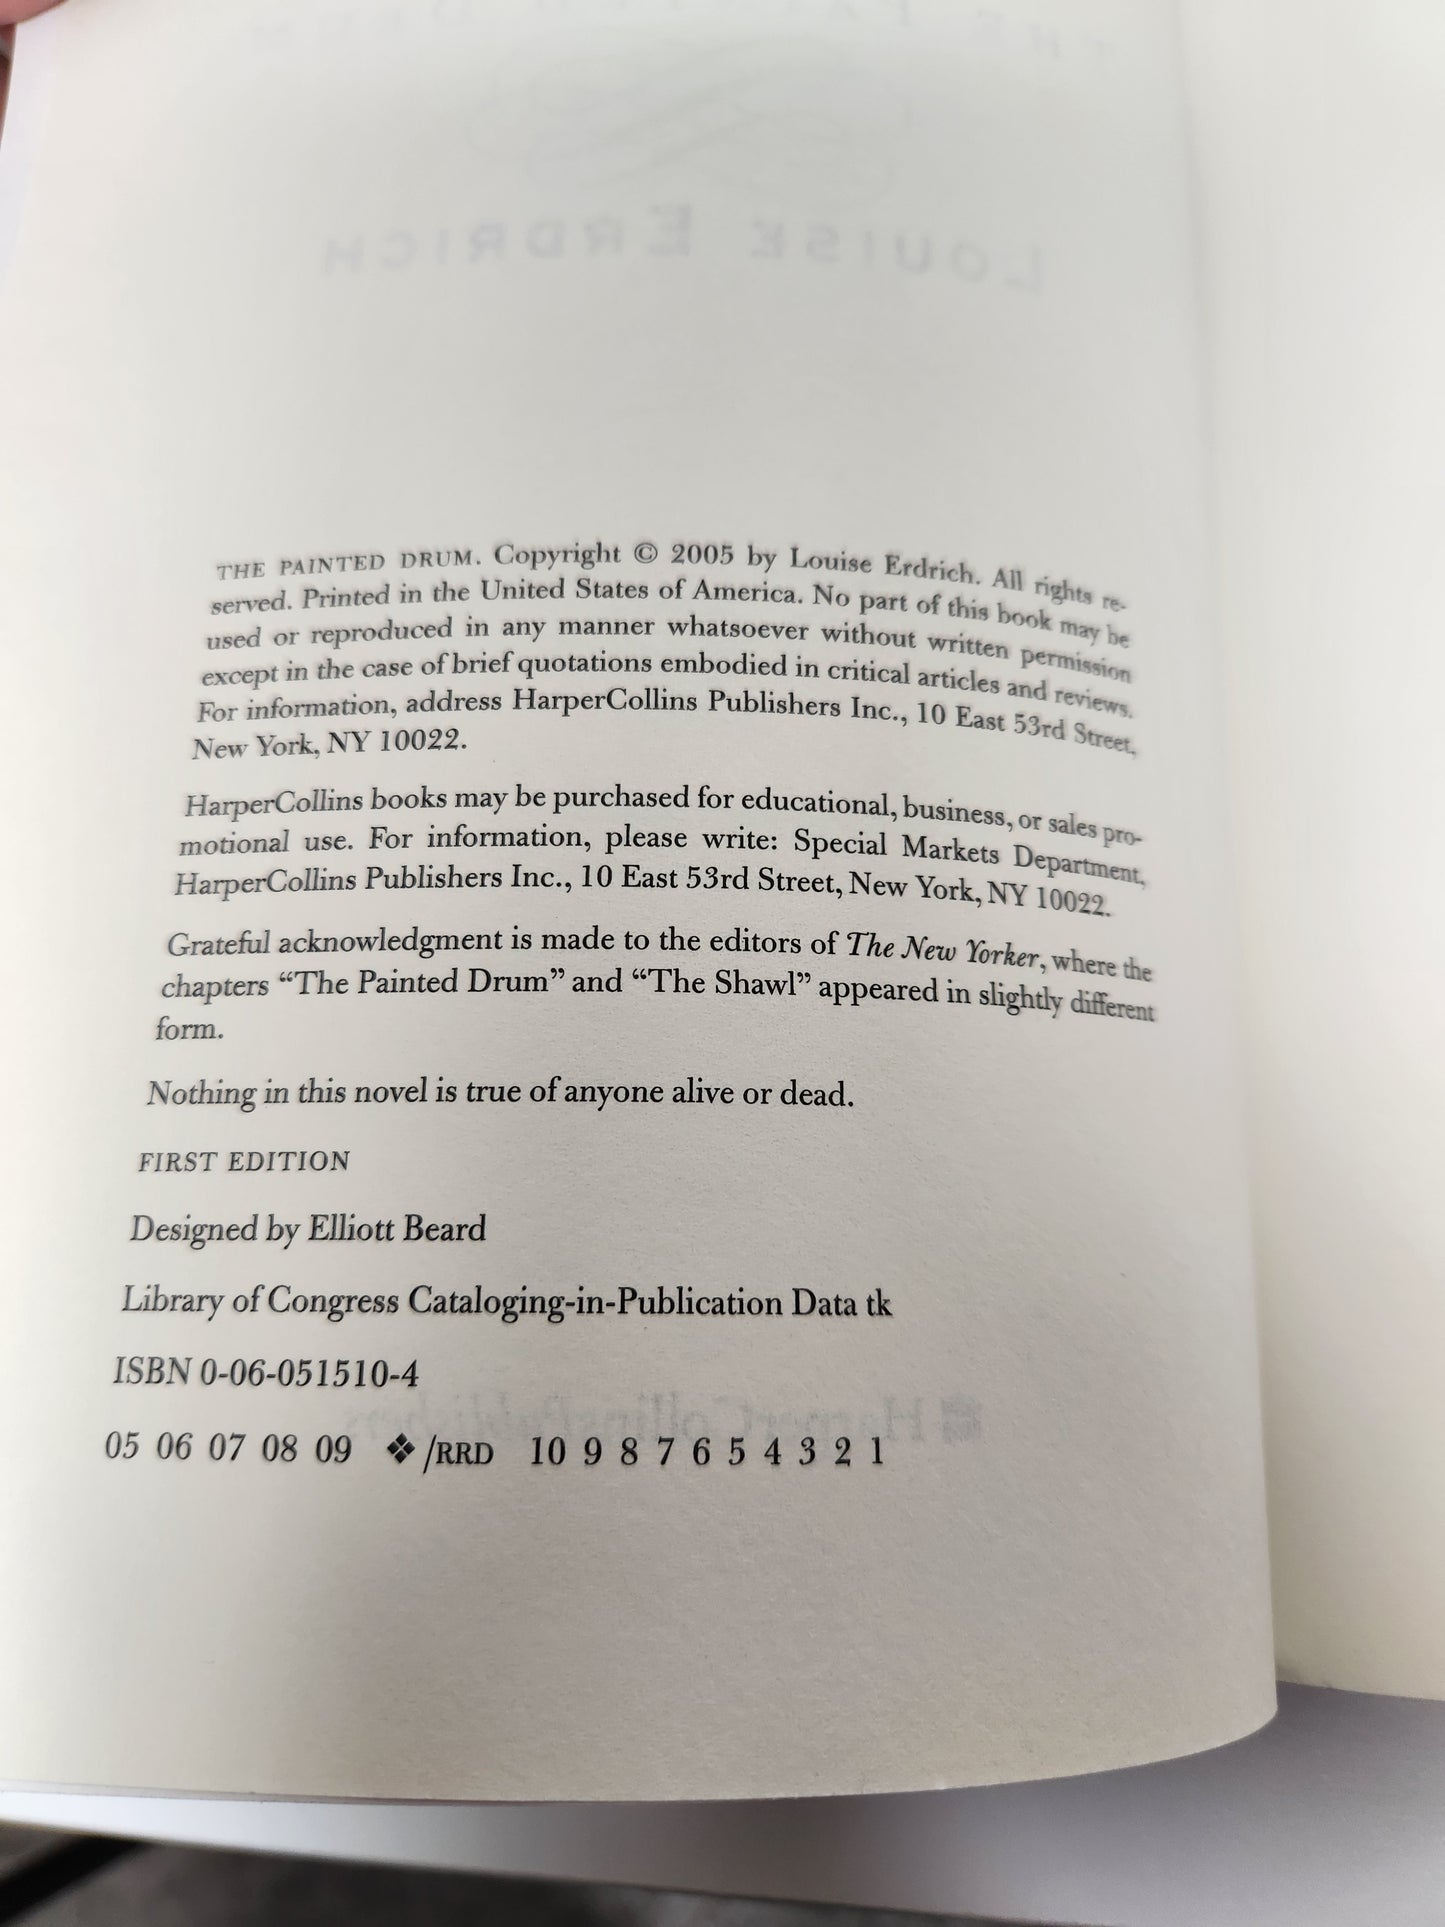 THE PAINTED DRUM
LOUISE ERDRICH
THE PAINTED DRUM. Copyright © 2005 by Louise Erdrich. All rights re-
served. Printed in the United States of America. No part of this book may be
used or reproduced in any manner whatsoever without written permission
except in the case of brief quotations embodied in critical articles and reviews.
For information, address HarperCollins Publishers Inc., 10 East 53rd Street,
New York, NY 10022.
HarperCollins books may be purchased for educational, business, or sales pro-
motional use. For information, please write: Special Markets Department,
HarperCollins Publishers Inc., 10 East 53rd Street, New York, NY 10022.
Grateful acknowledgment is made to the editors of The New Yorker, where the
chapters “The Painted Drum” and “The Shawl” appeared in slightly different
form.
Nothing in this novel is true of anyone alive or dead.
FIRST EDITION
Designed by Elliott Beard
Library of Congress Cataloging-in-Publication Data tk
ISBN 0-06-051510-4
HarperCollinsPublishers
05 06 07 08 09 ❖/RRD 10 9 8 7 6 5 4 3 2 1